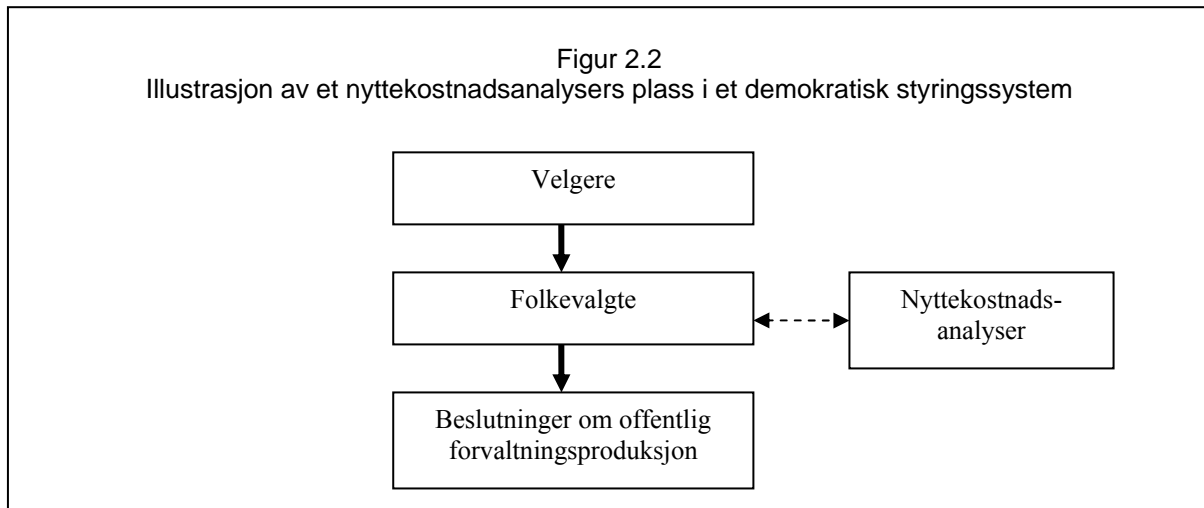 Figur 2.2
Illustrasjon av et nyttekostnadsanalysers plass i et demokratisk styringssystem
Velgere
Folkevalgte
Nyttekostnads-
analyser
Beslutninger om offentlig
forvaltningsproduksjon